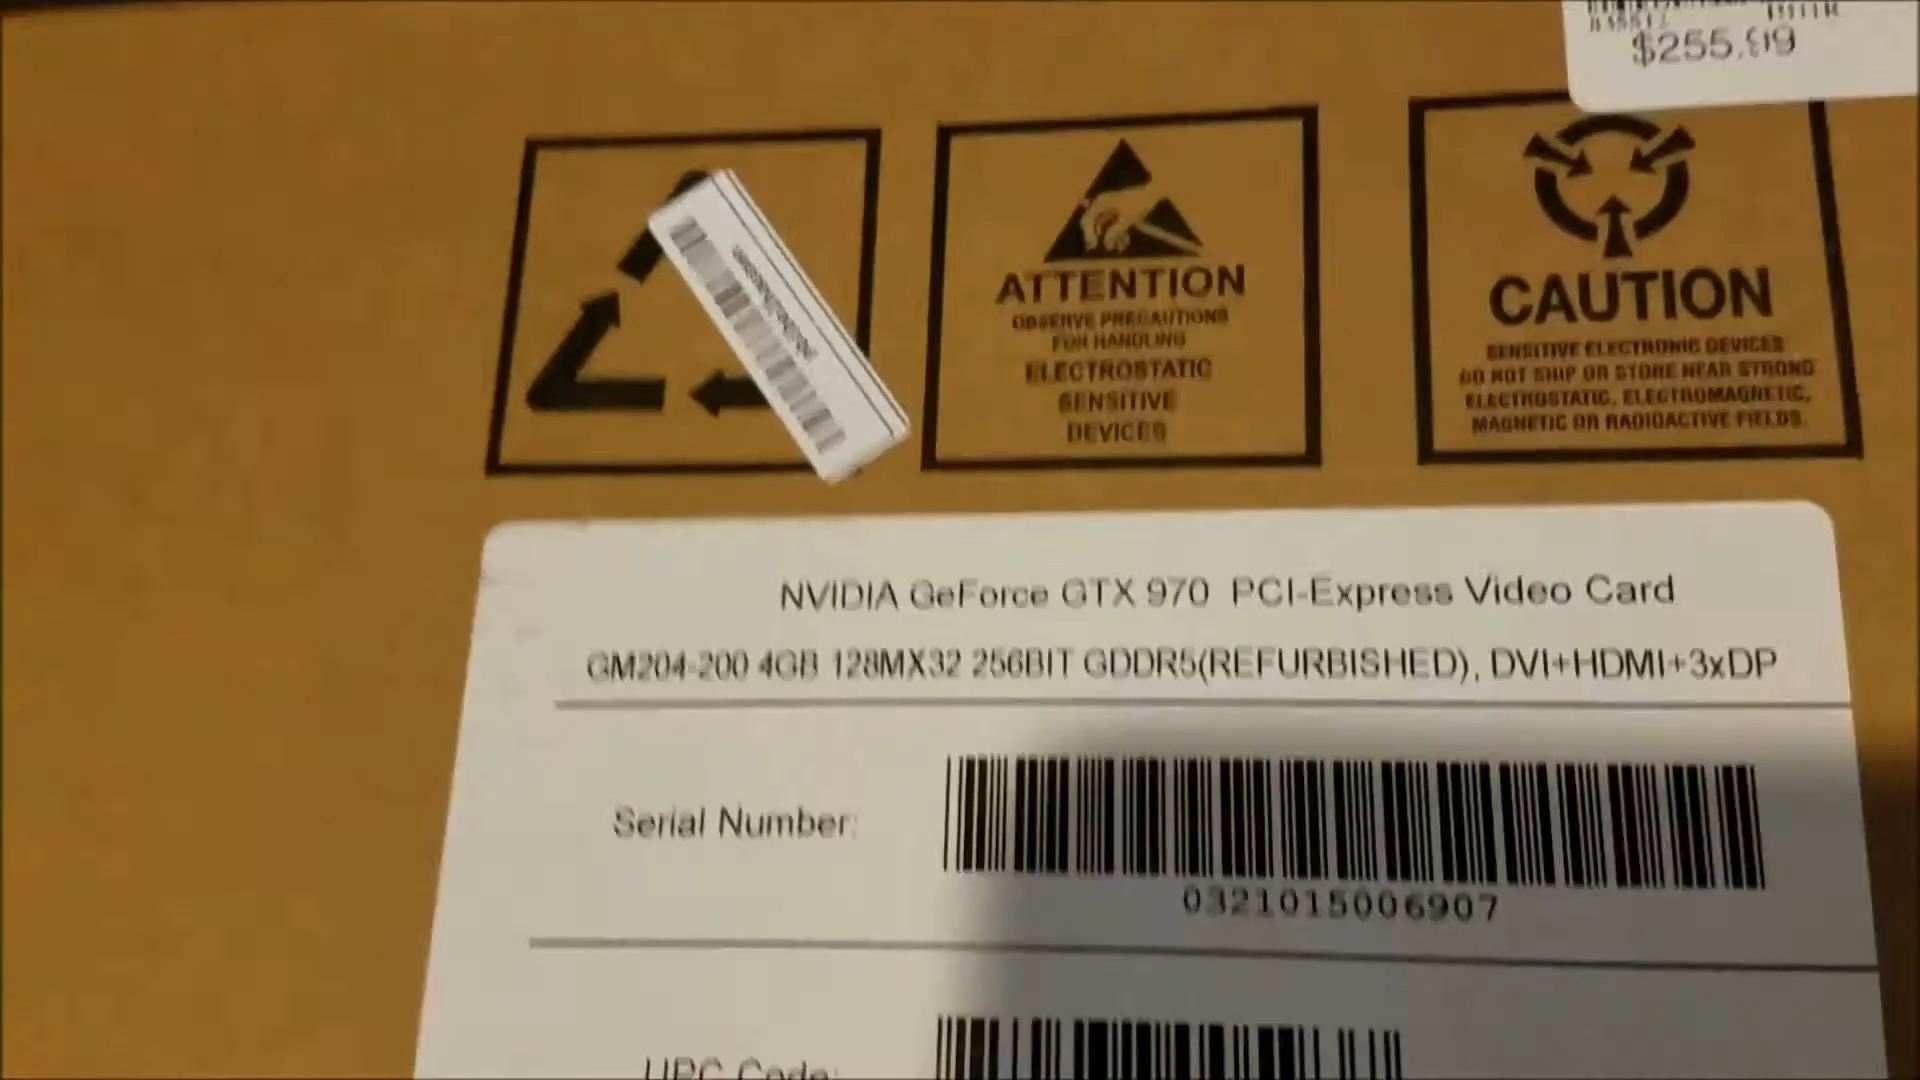 $255.99
ATTENTION
OBSERVE PRECAUTIONS
FOR HANDLING
ELECTROSTATIC
SENSITIVE
DEVICES
CAUTION
SENSITIVE ELECTRONIC DEVICES
DO NOT SHIP OR STORE NEAR STRONG
ELECTROSTATIC, ELECTROMAGNETIC,
MAGNETIC OR RADIOACTIVE FIELDS.
NVIDIA GeForce GTX 970 PCI-Express Video Card
GM204-200 4GB 128MX32 256BIT GDDR5(REFURBISHED), DVI+HDMI+3xDP
Serial Number:
0321015006907
UPC Code: